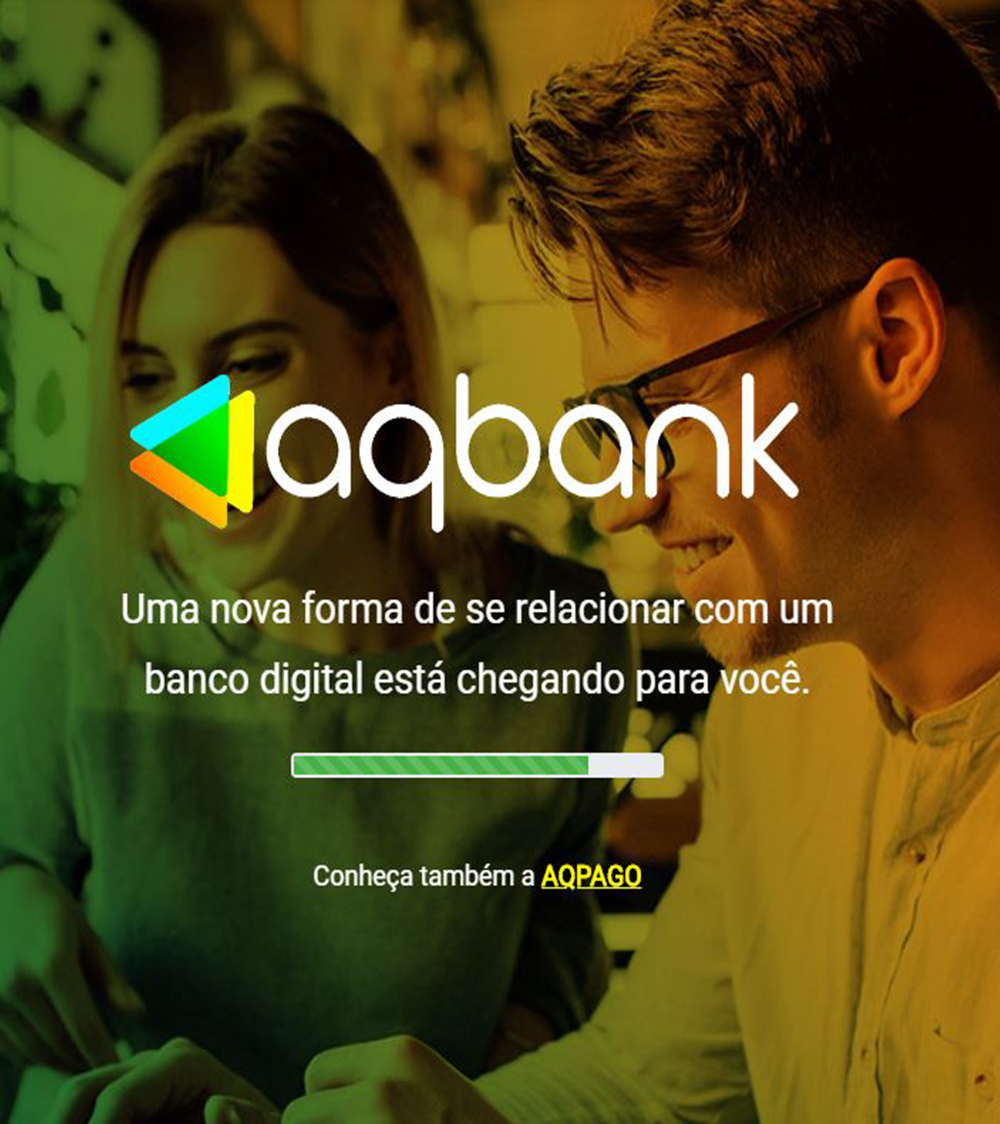 aqbank
Uma nova forma de se relacionar com um
banco digital está chegando para você.
Conheça também a AQPAGO